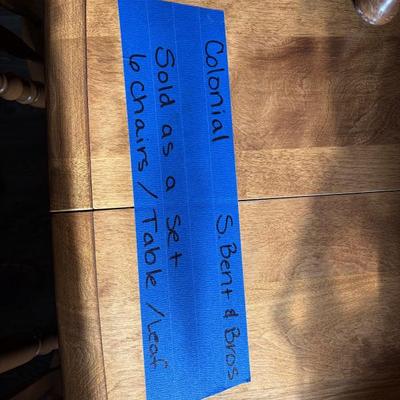 Colonial S. Bent & Bros
Sold as a set
6 Chairs / Table / Leaf